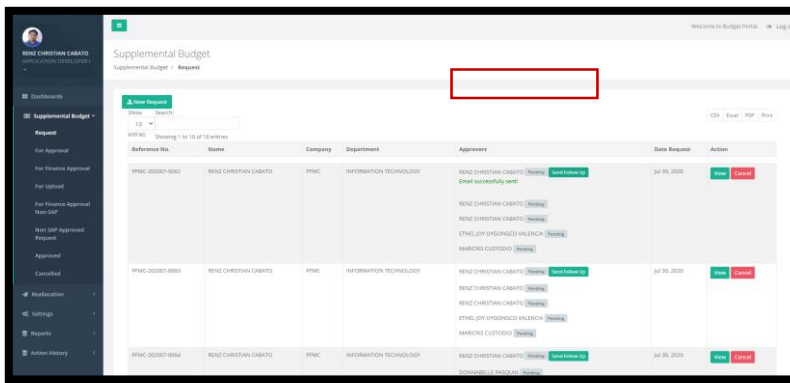 Welcome to Budget Portal.
RENZ CHRISTIAN CABATO
APPLICATION DEVELOPER I
Supplemental Budget
Supplemental Budget / Request
Dashboards
Supplemental Budget
Request
For Approval
For Finance Approval
For Upload
For Finance Approval
Non-SAP
Non SAP Approved
Request
Approved
Cancelled
Reallocation
Settings
Reports
Action History
New Request
Show Search:
10
entries Showing 1 to 10 of 18 entries
CSV Excel PDF Print
Reference No. Name Company Department Approvers Date Request Action
PPMC-202007-0062 RENZ CHRISTIAN CABATO PPMC INFORMATION TECHNOLOGY RENZ CHRISTIAN CABATO Pending Send Follow Up Jul 30, 2020 View Cancel
Email successfully sent!
RENZ CHRISTIAN CABATO Pending
RENZ CHRISTIAN CABATO Pending
ETHEL JOY UYGONGCO VALENCIA Pending
MARICRIS CUSTODIO Pending
PPMC-202007-0063 RENZ CHRISTIAN CABATO PPMC INFORMATION TECHNOLOGY RENZ CHRISTIAN CABATO Pending Send Follow Up Jul 30, 2020 View Cancel
RENZ CHRISTIAN CABATO Pending
RENZ CHRISTIAN CABATO Pending
ETHEL JOY UYGONGCO VALENCIA Pending
MARICRIS CUSTODIO Pending
PPMC-202007-0064 RENZ CHRISTIAN CABATO PPMC INFORMATION TECHNOLOGY RENZ CHRISTIAN CABATO Pending Send Follow Up Jul 30, 2020 View Cancel
DONNABELLE PASQUIN Pending